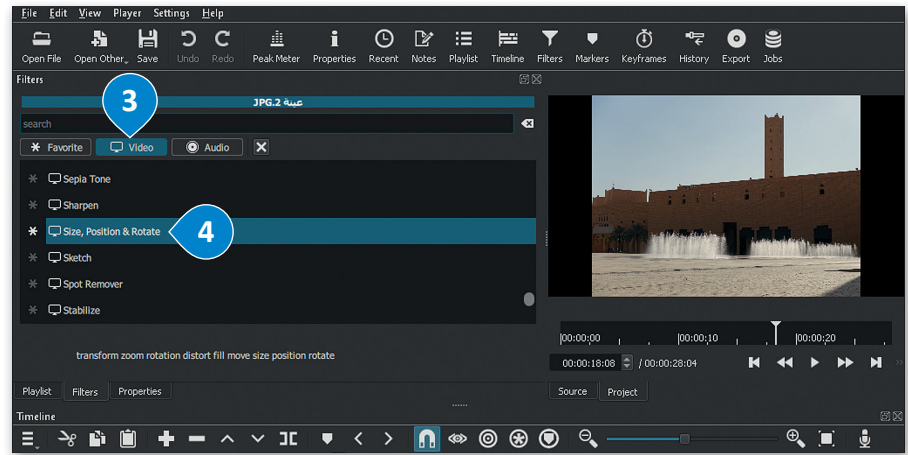 File Edit View Player Settings Help
Open File Open Other Save Undo Redo Peak Meter Properties Recent Notes Playlist Timeline Filters Markers Keyframes History Export Jobs
Filters
عينة 2.JPG
3
search
Favorite Video Audio
Sepia Tone
Sharpen
Size, Position & Rotate 4
Sketch
Spot Remover
Stabilize
transform zoom rotation distort fill move size position rotate
00:00:00 00:00:10 00:00:20
00:00:18:08 / 00:00:28:04
Playlist Filters Properties
Source Project
Timeline